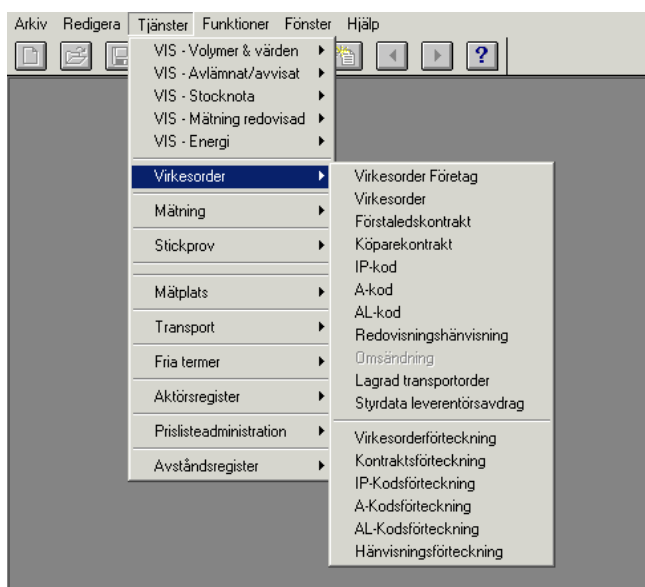 Arkiv Redigera Tjänster Funktioner Fönster Hjälp
?
VIS - Volymer & värden
VIS - Avlämnat/avvisat
VIS - Stocknota
VIS - Mätning redovisad
VIS - Energi
Virkesorder
Mätning
Stickprov
Mätplats
Transport
Fria termer
Aktörsregister
Prislisteadministration
Avståndsregister
Virkesorder Företag
Virkesorder
Förstaledskontrakt
Köparekontrakt
IP-kod
A-kod
AL-kod
Redovisningshänvisning
Omsändning
Lagrad transportorder
Styrdata leverentörsavdrag
Virkesorderförteckning
Kontraktsförteckning
IP-Kodsförteckning
A-Kodsförteckning
AL-Kodsförteckning
Hänvisningsförteckning